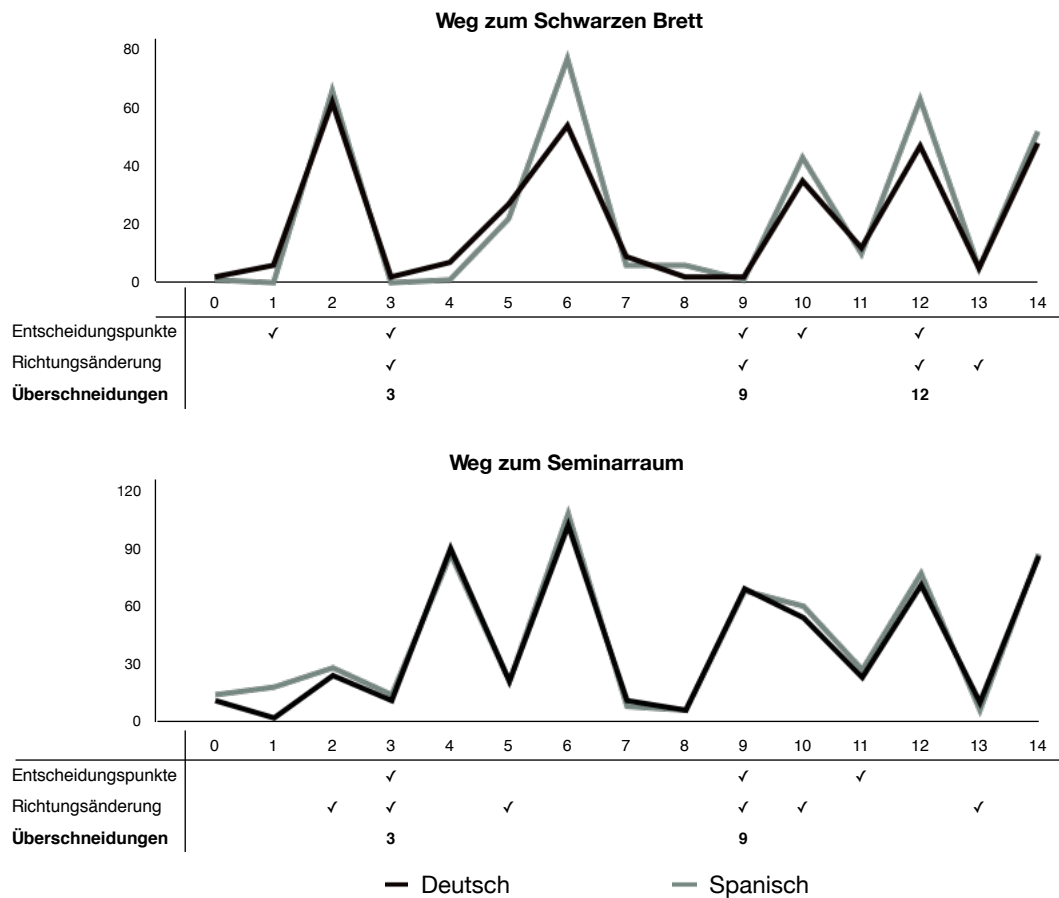 Weg zum Schwarzen Brett
80
60
40
20
0
0 1 2 3 4 5 6 7 8 9 10 11 12 13 14
Entscheidungspunkte ✓ ✓ ✓ ✓ ✓
Richtungsänderung ✓ ✓ ✓ ✓
Überschneidungen 3 9 12
Weg zum Seminarraum
120
90
60
30
0
0 1 2 3 4 5 6 7 8 9 10 11 12 13 14
Entscheidungspunkte ✓ ✓ ✓
Richtungsänderung ✓ ✓ ✓ ✓ ✓ ✓
Überschneidungen 3 9
Deutsch Spanisch